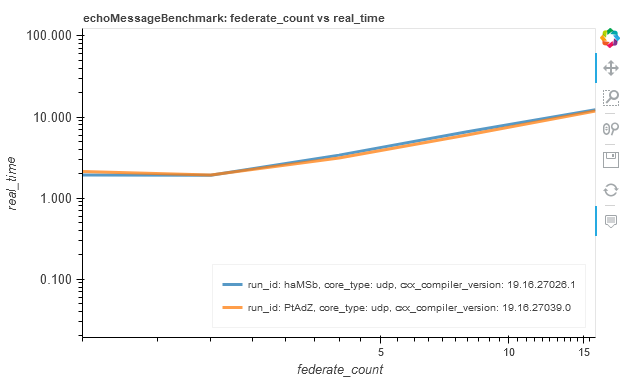 echoMessageBenchmark: federate_count vs real_time
100.000
10.000
1.000
0.100
real_time
run_id: haMSb, core_type: udp, cxx_compiler_version: 19.16.27026.1
run_id: PtAdZ, core_type: udp, cxx_compiler_version: 19.16.27039.0
5
10
15
federate_count